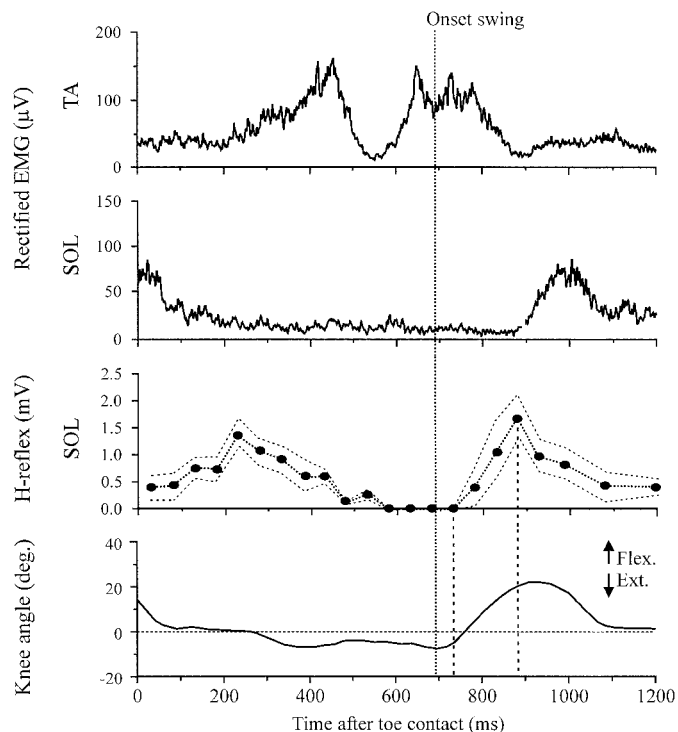 Onset swing
Rectified EMG (µV)
TA
200
150
100
50
0
SOL
150
100
50
0
H-reflex (mV)
SOL
2.5
2.0
1.5
1.0
0.5
0.0
Knee angle (deg.)
40
20
0
-20
Flex.
Ext.
0
200
400
600
800
1000
1200
Time after toe contact (ms)